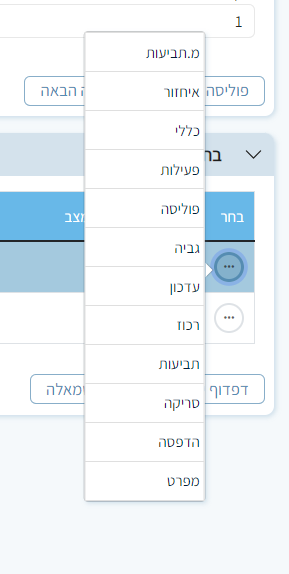 1
פוליסה
ה הבאה
בחר
מצב
מ.תביעות
איחזור
כללי
פעילות
פוליסה
גביה
עדכון
רכוז
תביעות
סריקה
הדפסה
מפרט
דפדוף
שמאלה